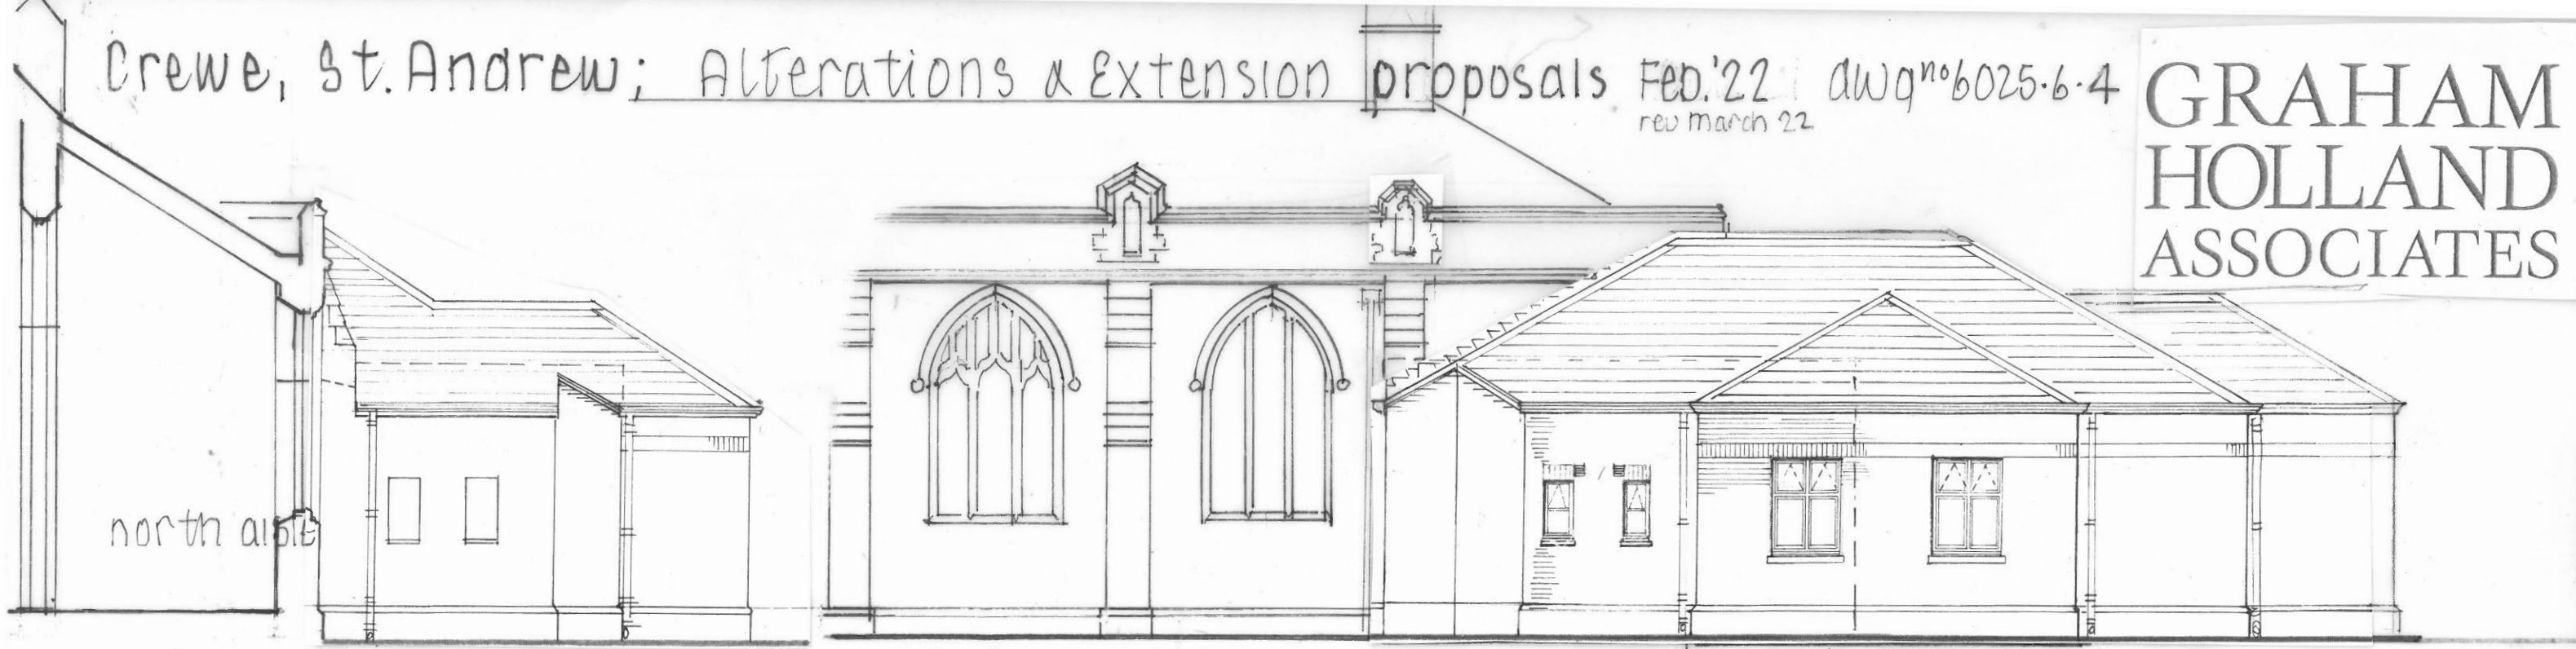 Crewe, St. Andrew; Alterations & Extension proposals Feb.'22 dwg nº 6025.6.4
rev march 22
GRAHAM
HOLLAND
ASSOCIATES
north aisle